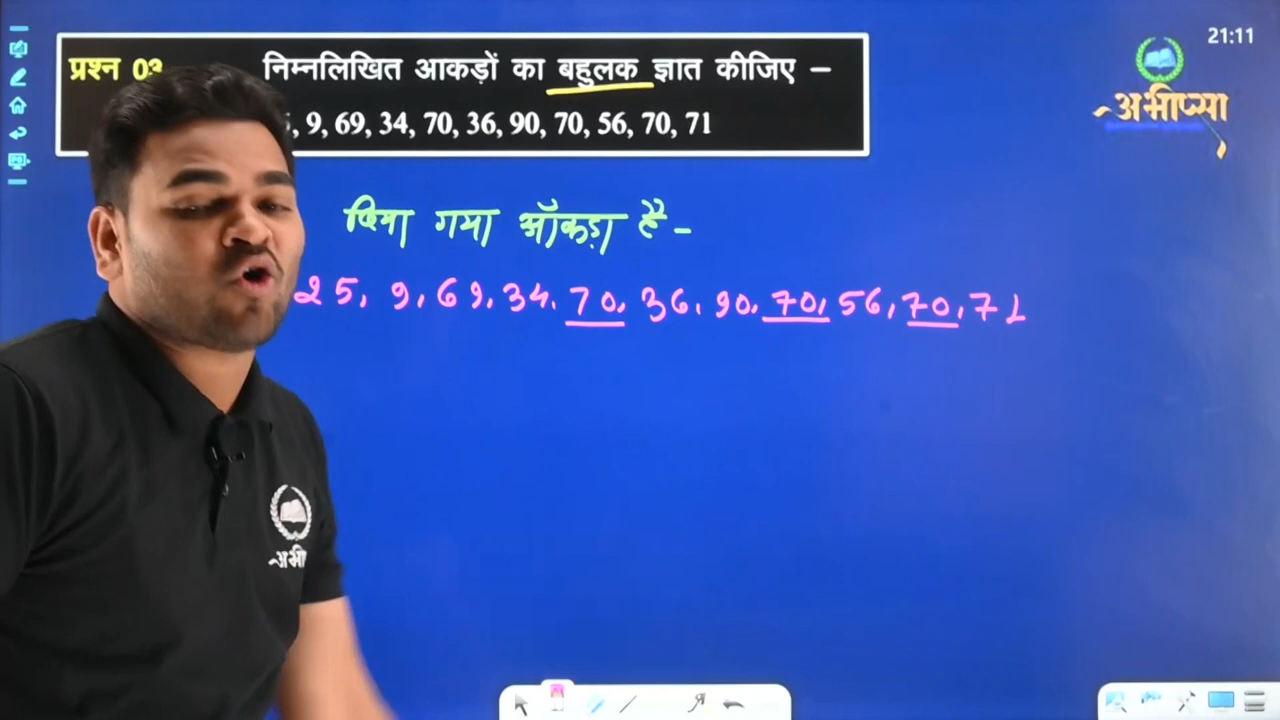 21:11
प्रश्न 03
निम्नलिखित आकड़ों का बहुलक ज्ञात कीजिए –
, 9, 69, 34, 70, 36, 90, 70, 56, 70, 71
अभीप्सा
दिया गया आँकड़ा है -
25, 9, 69, 34, 70, 36, 90, 70, 56, 70, 71